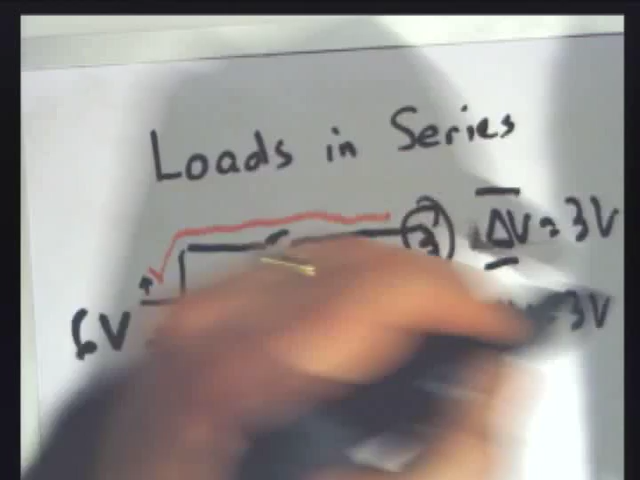 Loads in Series
ΔV = 3V
6V
= 3V